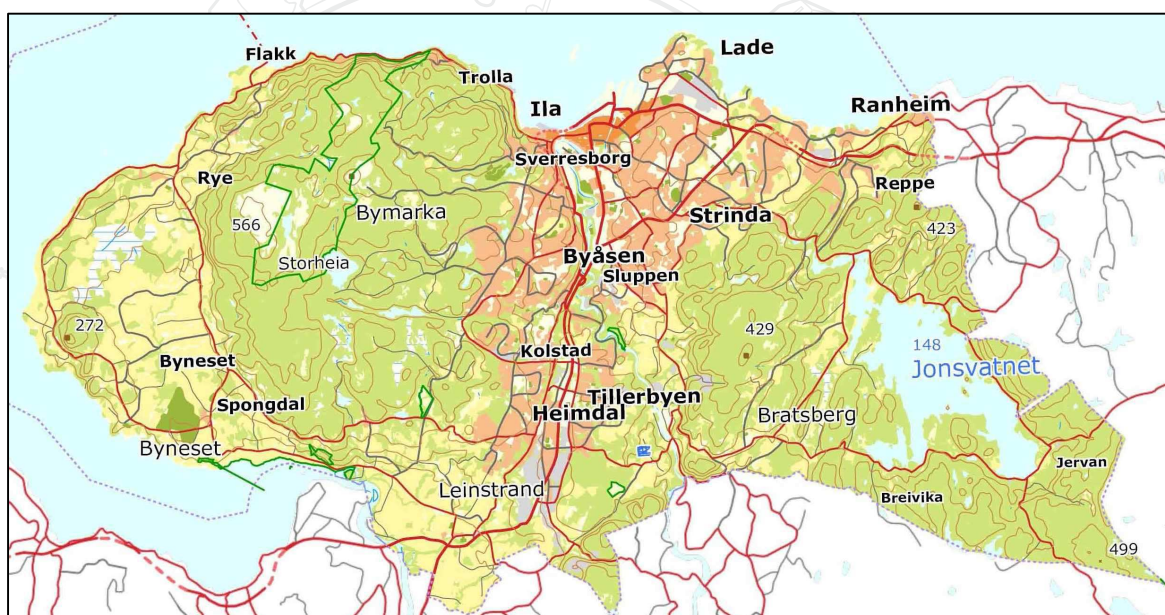 Lade
Flakk
Trolla
Ila
Ranheim
Sverresborg
Rye
Reppe
Bymarka
Strinda
566
423
Storheia
Byåsen
Sluppen
272
429
148
Kolstad
Jonsvatnet
Byneset
Tillerbyen
Spongdal
Heimdal
Bratsberg
Byneset
Jervan
Leinstrand
Breivika
499